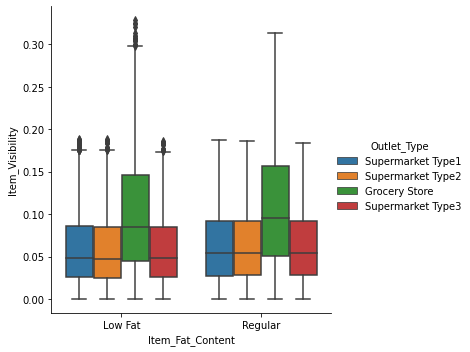 0.30
0.25
0.20
0.15
0.10
0.05
0.00
Item_Visibility
Low Fat
Regular
Item_Fat_Content
Outlet_Type
Supermarket Type1
Supermarket Type2
Grocery Store
Supermarket Type3